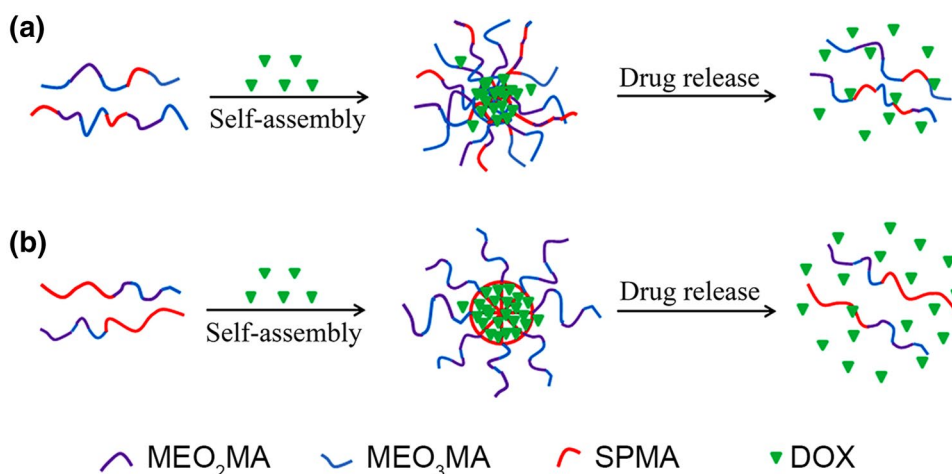 (a)
Self-assembly
Drug release
(b)
Self-assembly
Drug release
MEO₂MA MEO₃MA SPMA DOX